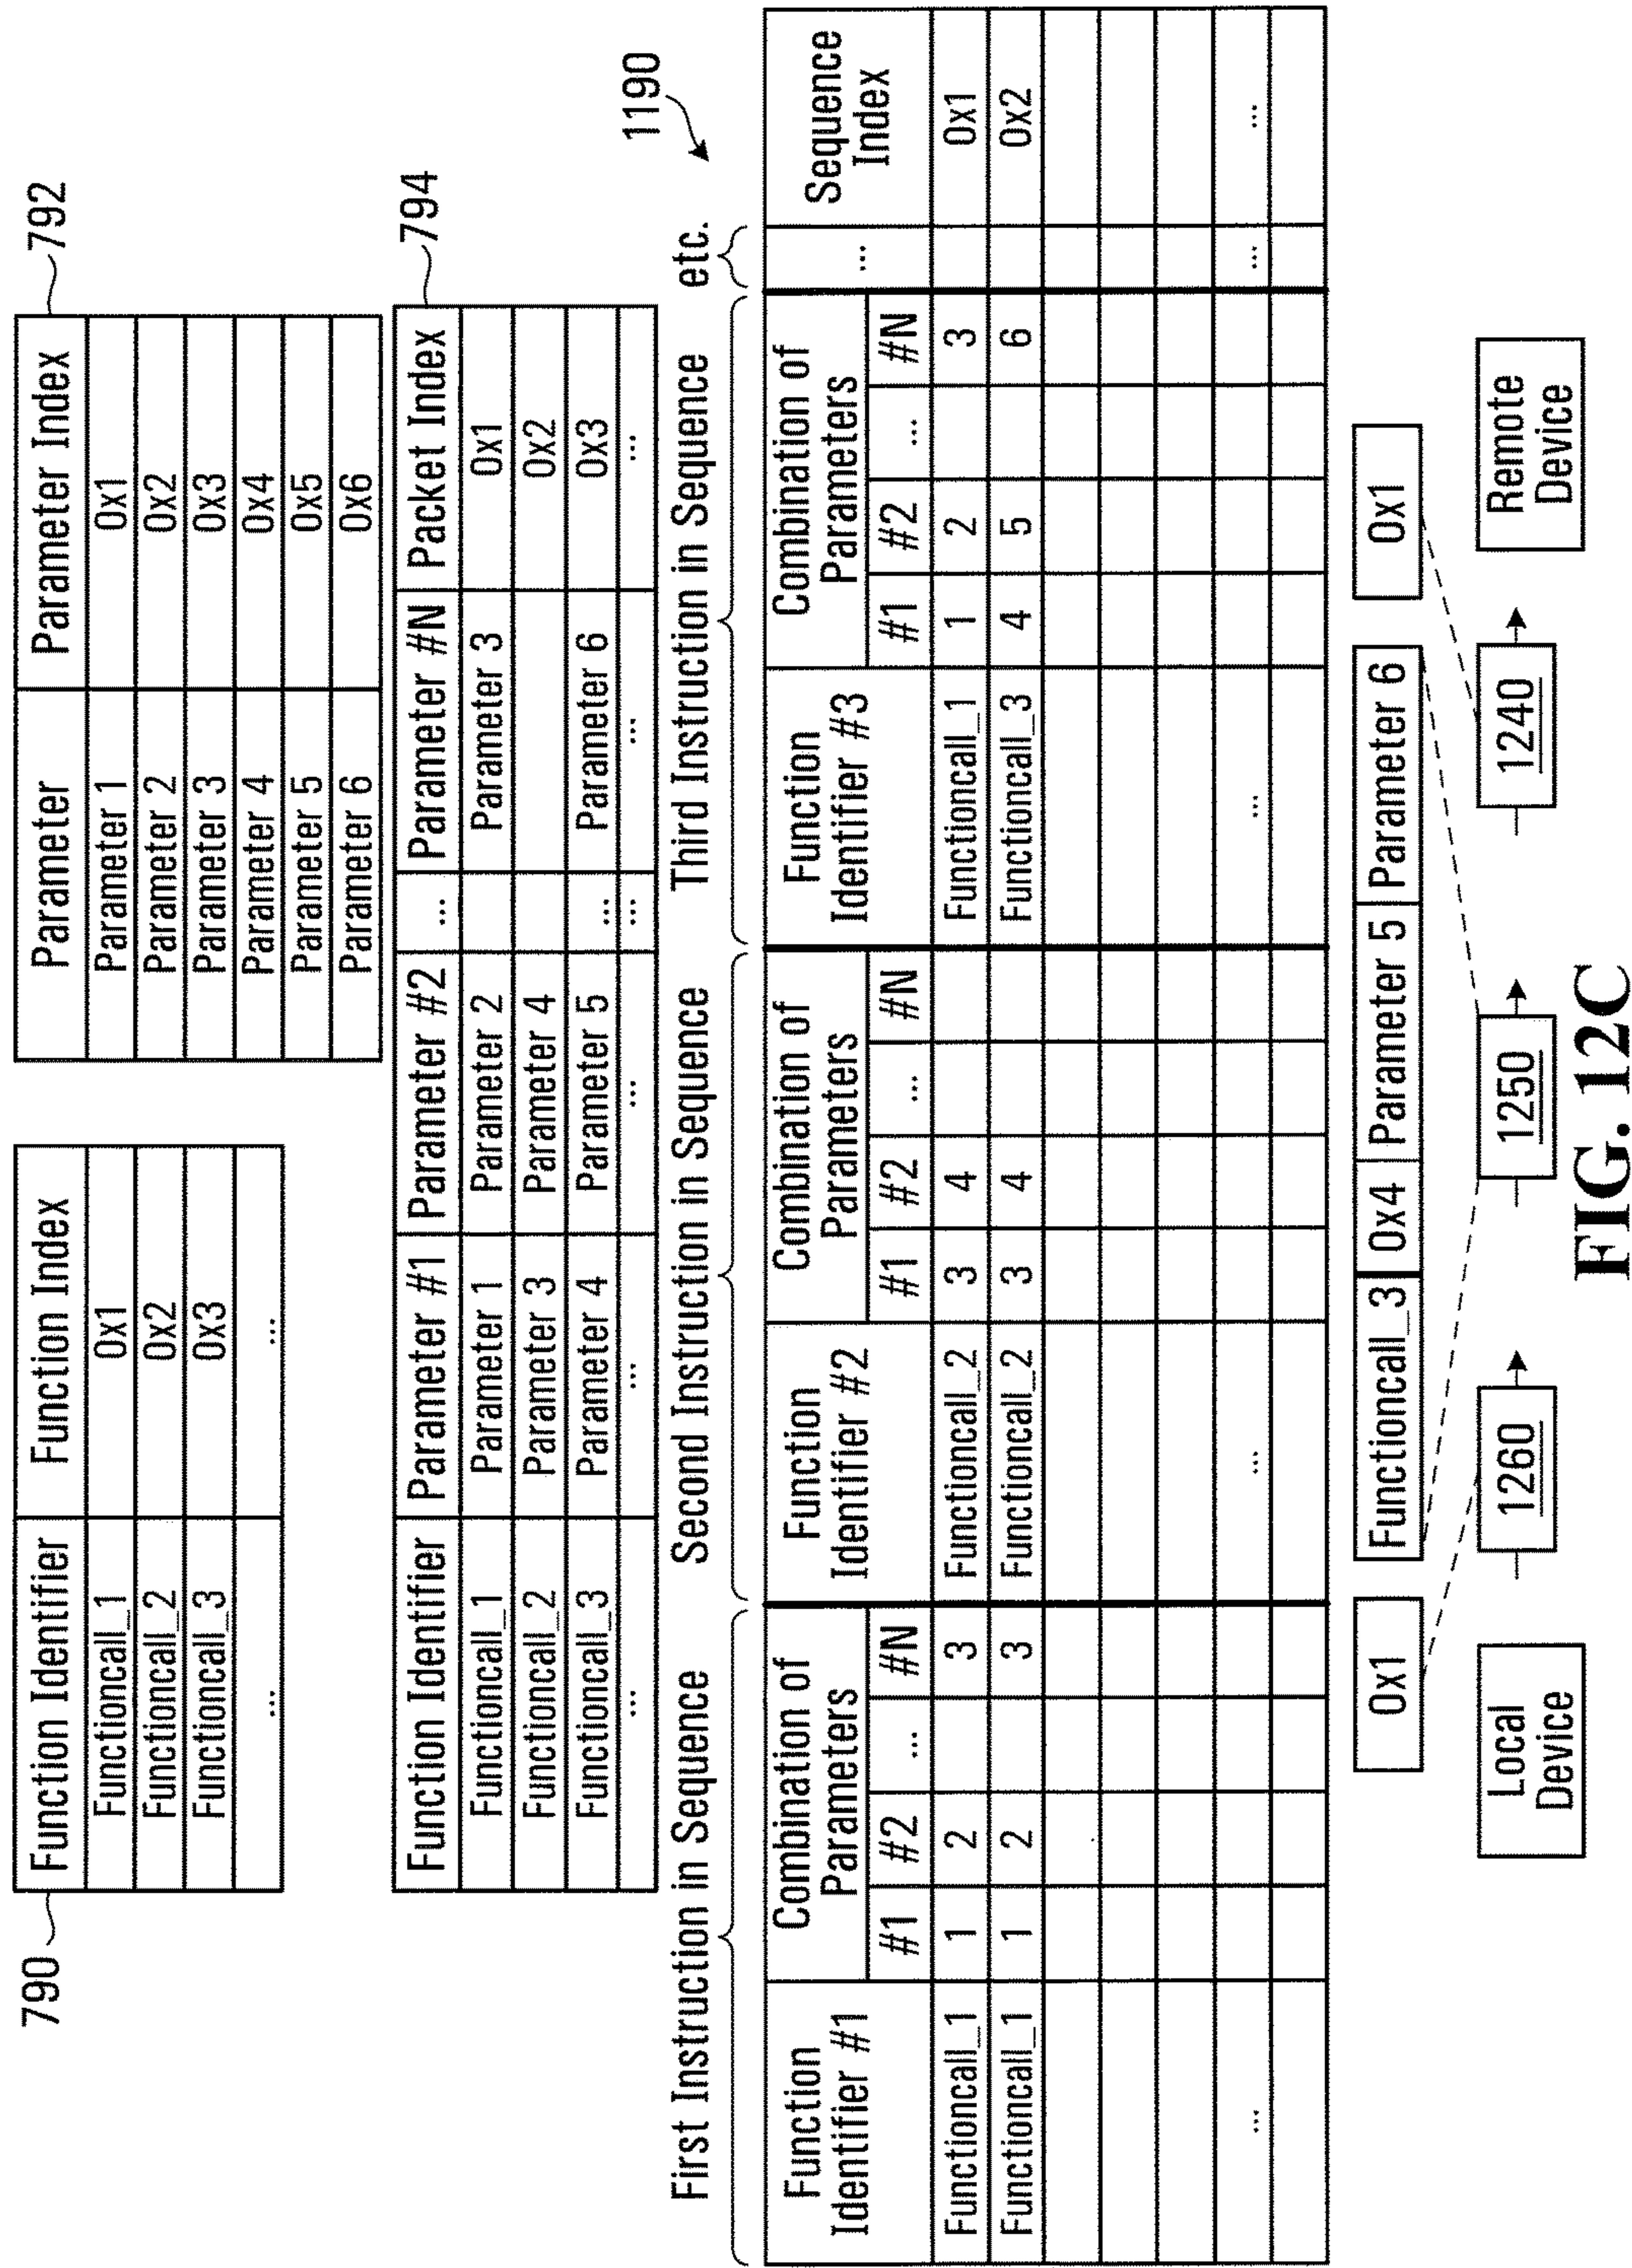 790
Function Identifier Function Index
Functioncall_1 0x1
Functioncall_2 0x2
Functioncall_3 0x3
... ...
792
Parameter Parameter Index
Parameter 1 0x1
Parameter 2 0x2
Parameter 3 0x3
Parameter 4 0x4
Parameter 5 0x5
Parameter 6 0x6
794
Function Identifier Parameter #1 Parameter #2 ... Parameter #N Packet Index
Functioncall_1 Parameter 1 Parameter 2 Parameter 3 0x1
Functioncall_2 Parameter 3 Parameter 4 0x2
Functioncall_3 Parameter 4 Parameter 5 ... Parameter 6 0x3
... ... ... ... ... ...
1190
First Instruction in Sequence Second Instruction in Sequence Third Instruction in Sequence etc.
Function Combination of Function Combination of Function Combination of ... Sequence
Identifier #1 Parameters Identifier #2 Parameters Identifier #3 Parameters Index
#1 #2 ... #N #1 #2 ... #N #1 #2 ... #N
Functioncall_1 1 2 3 Functioncall_2 3 4 Functioncall_1 1 2 3 0x1
Functioncall_1 1 2 3 Functioncall_2 3 4 Functioncall_3 4 5 6 0x2
... ... ... ... ...
0x1 Functioncall_3 0x4 Parameter 5 Parameter 6 0x1
Local
Device
1260 1250 1240
Remote
Device
FIG. 12C